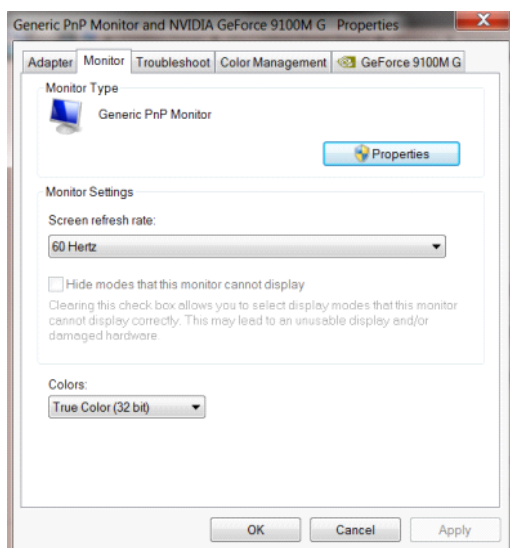 Generic PnP Monitor and NVIDIA GeForce 9100M G Properties
Adapter Monitor Troubleshoot Color Management GeForce 9100M G
Monitor Type
Generic PnP Monitor
Properties
Monitor Settings
Screen refresh rate:
60 Hertz
Hide modes that this monitor cannot display
Clearing this check box allows you to select display modes that this monitor
cannot display correctly. This may lead to an unusable display and/or
damaged hardware
Colors:
True Color (32 bit)
OK Cancel Apply